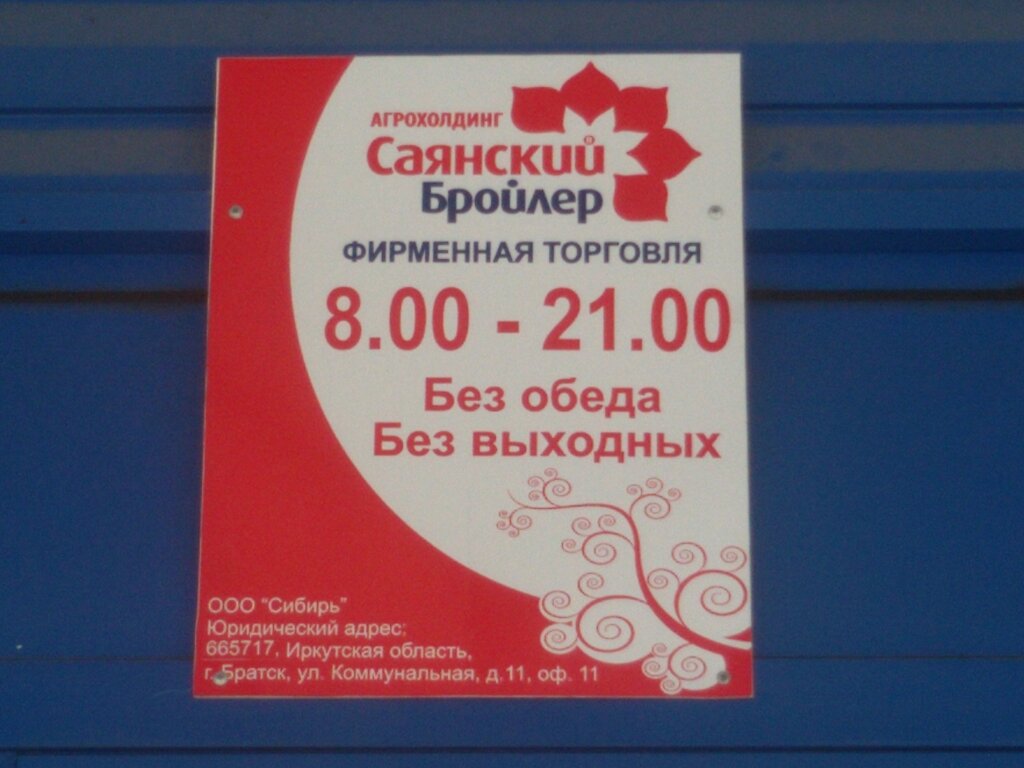 АГРОХОЛДИНГ
Саянский®
Бройлер
ФИРМЕННАЯ ТОРГОВЛЯ
8.00 - 21.00
Без обеда
Без выходных
ООО "Сибирь"
Юридический адрес:
665717, Иркутская область,
г. Братск, ул. Коммунальная, д.11, оф. 11